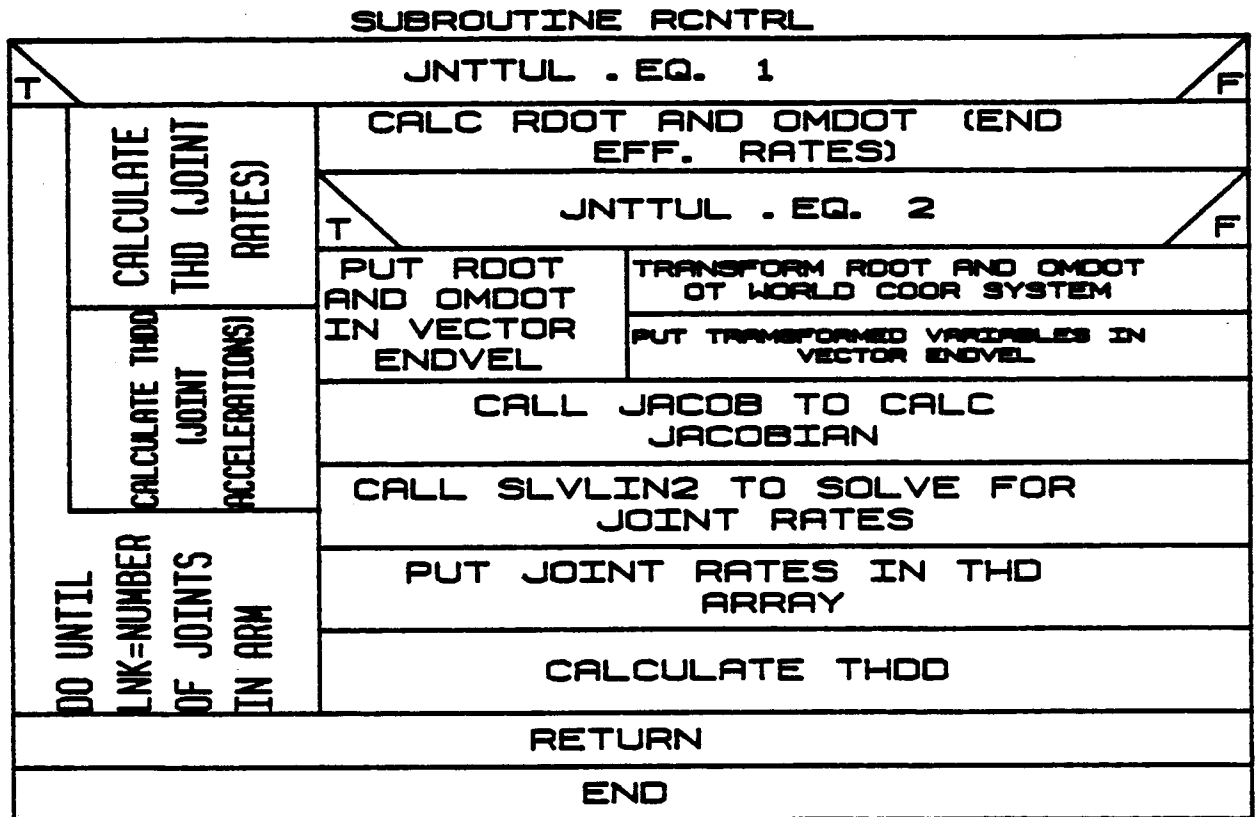 SUBROUTINE RCNTRL
T
JNTTUL .EQ. 1
F
CALCULATE
THD (JOINT
RATES)
CALCULATE THDD
(JOINT
ACCELERATIONS)
DO UNTIL
LNK=NUMBER
OF JOINTS
IN ARM
CALC RDOT AND OMDOT (END
EFF. RATES)
T
JNTTUL .EQ. 2
F
PUT RDOT
AND OMDOT
IN VECTOR
ENDVEL
TRANSFORM RDOT AND OMDOT
OT WORLD COOR SYSTEM
PUT TRAMSFORMED VARIABLES IN
VECTOR ENDVEL
CALL JACOB TO CALC
JACOBIAN
CALL SLVLIN2 TO SOLVE FOR
JOINT RATES
PUT JOINT RATES IN THD
ARRAY
CALCULATE THDD
RETURN
END